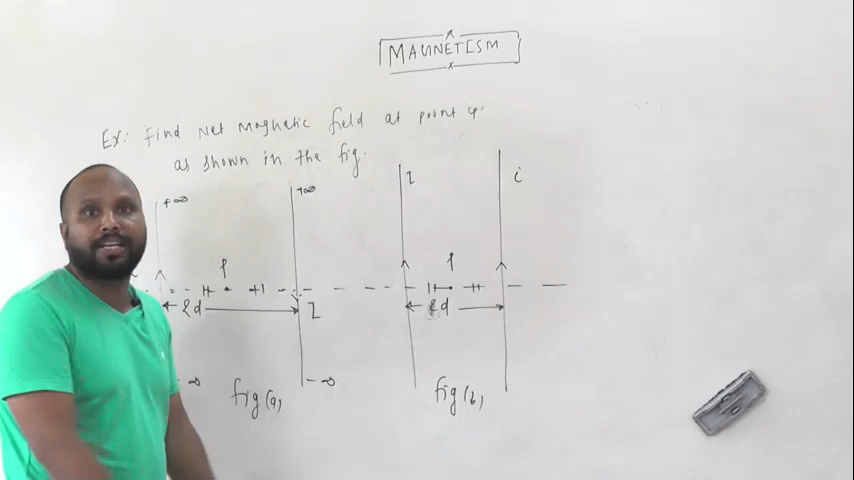 MAGNETISM
Ex: Find Net Magnetic field at point P.
as shown in the fig.
+∞ +∞ I i
P P
2d I 2d
-∞ -∞
fig(a) fig(b)